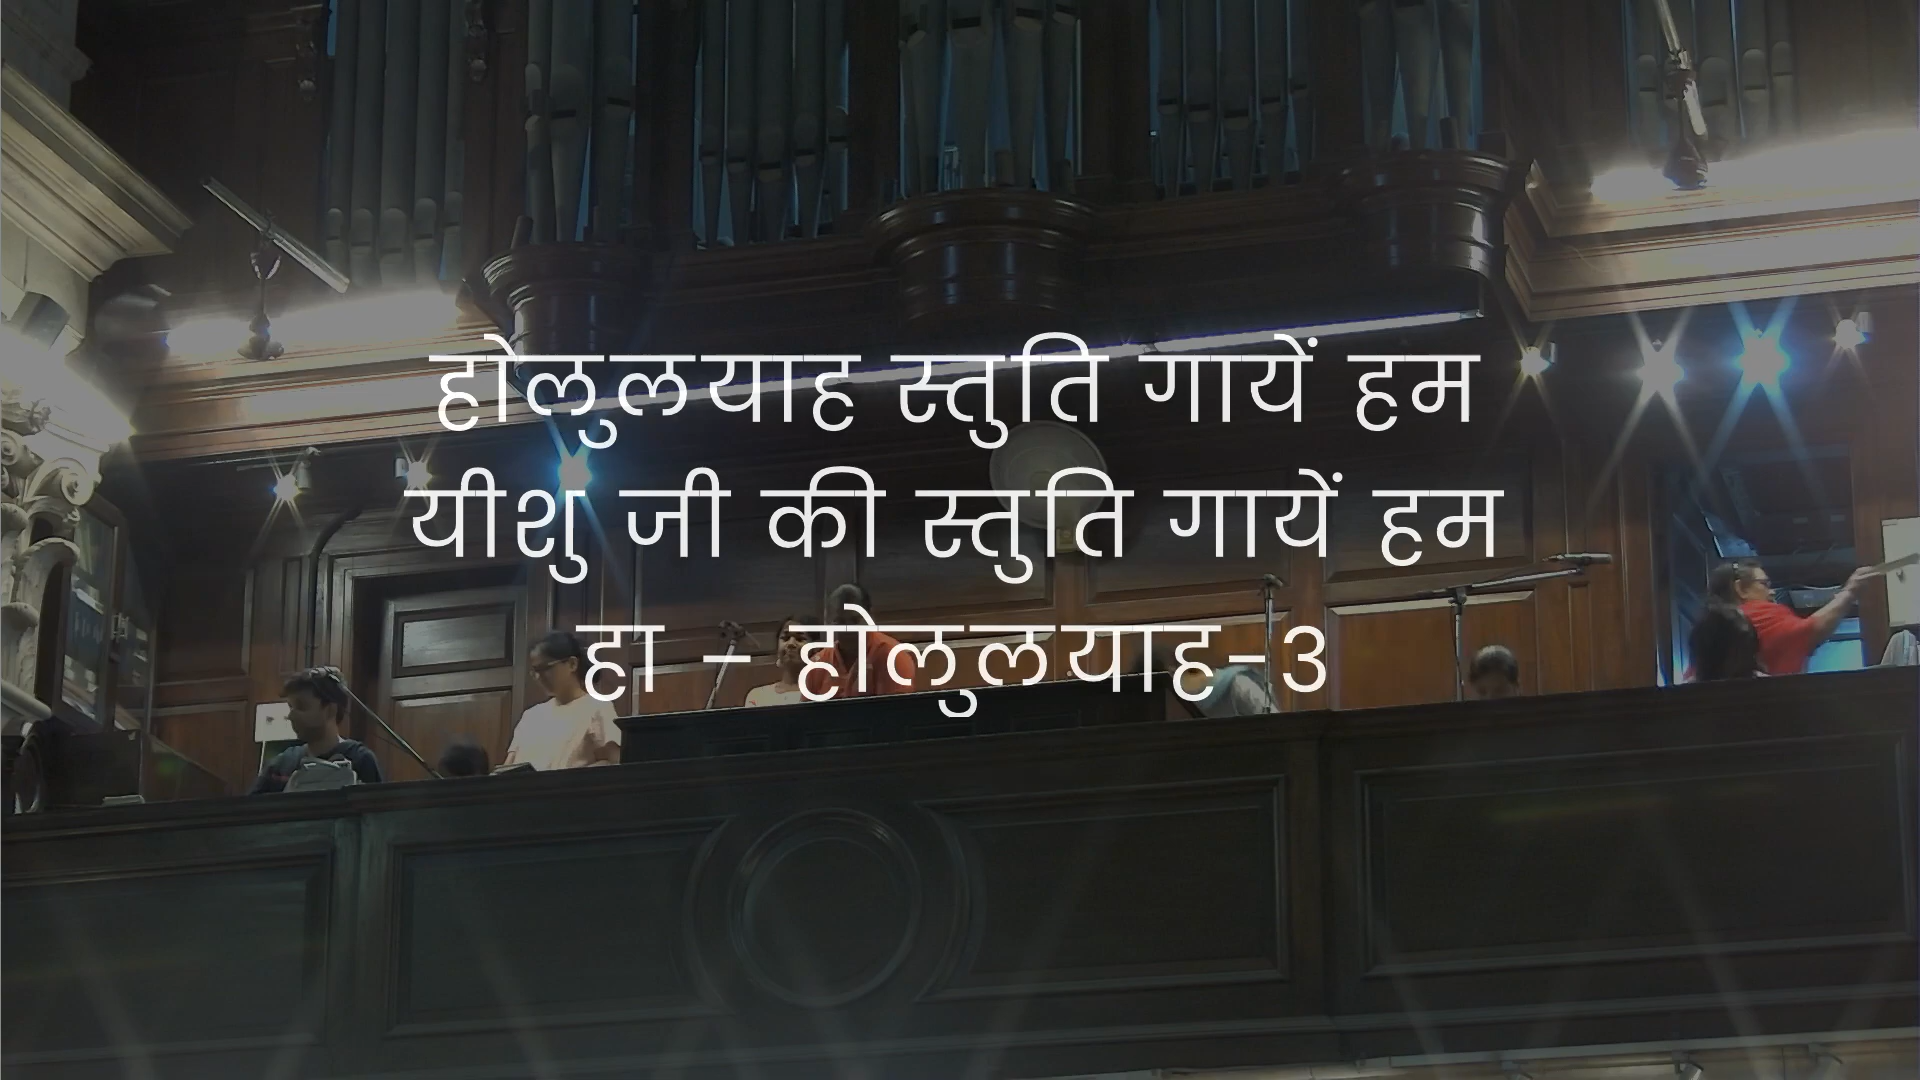 होलुलयाह स्तुति गायें हम
यीशु जी की स्तुति गायें हम
हा – होलुलयाह-3